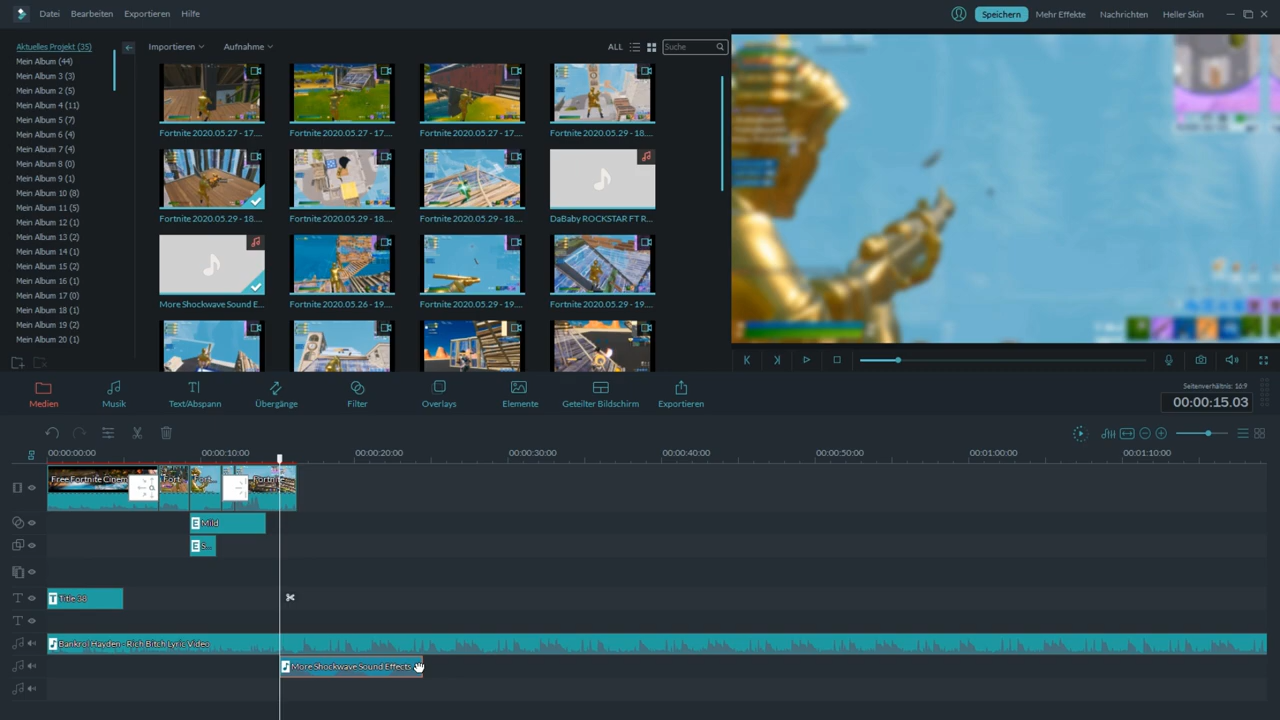 Datei Bearbeiten Exportieren Hilfe Speichern Mehr Effekte Nachrichten Heller Skin
Aktuelles Projekt (35)
Mein Album (44)
Mein Album 3 (3)
Mein Album 2 (5)
Mein Album 4 (11)
Mein Album 5 (7)
Mein Album 6 (4)
Mein Album 7 (4)
Mein Album 8 (0)
Mein Album 9 (1)
Mein Album 10 (8)
Mein Album 11 (5)
Mein Album 12 (1)
Mein Album 13 (2)
Mein Album 14 (1)
Mein Album 15 (2)
Mein Album 16 (1)
Mein Album 17 (0)
Mein Album 18 (1)
Mein Album 19 (2)
Mein Album 20 (1)
Importieren Aufnahme ALL Suche
Fortnite 2020.05.27 - 17.... Fortnite 2020.05.27 - 17.... Fortnite 2020.05.27 - 17.... Fortnite 2020.05.29 - 18....
Fortnite 2020.05.29 - 18.... Fortnite 2020.05.29 - 18.... Fortnite 2020.05.29 - 18.... DaBaby ROCKSTAR FT R...
More Shockwave Sound E... Fortnite 2020.05.26 - 19.... Fortnite 2020.05.29 - 19.... Fortnite 2020.05.29 - 19....
Medien Musik Text/Abspann Übergänge Filter Overlays Elemente Geteilter Bildschirm Exportieren
Seitenverhältnis: 16:9
00:00:15.03
00:00:00:00 00:00:10:00 00:00:20:00 00:00:30:00 00:00:40:00 00:00:50:00 00:01:00:00 00:01:10:00
Free Fortnite Cinem Fort Fort... Fortnite
Mild
S...
Title 38
Bankrol Hayden - Rich Bitch Lyric Video
More Shockwave Sound Effects